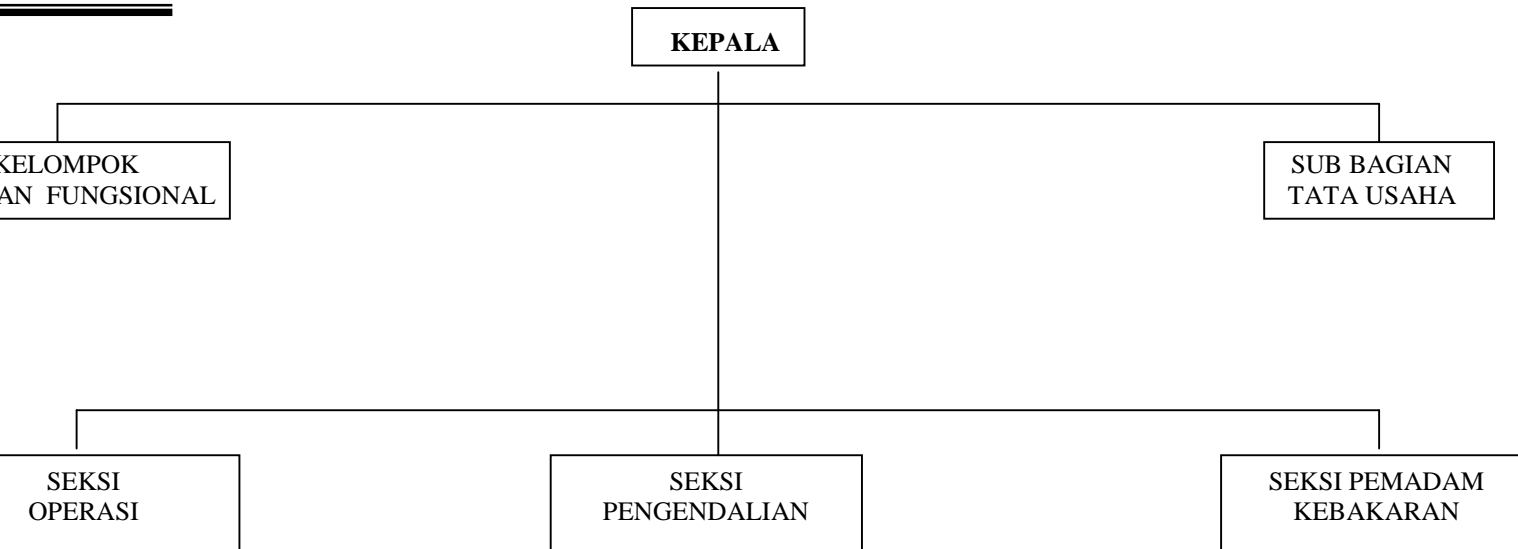 KEPALA
KELOMPOK
FUNGSIONAL
SUB BAGIAN
TATA USAHA
SEKSI
OPERASI
SEKSI
PENGENDALIAN
SEKSI PEMADAM
KEBAKARAN